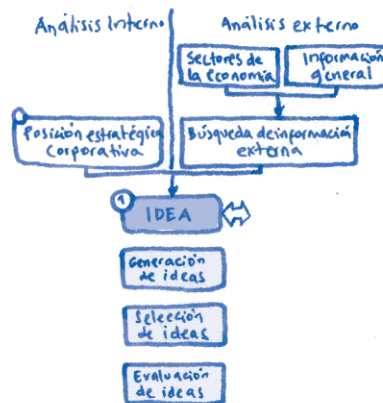 Análisis Interno
Análisis externo
Sectores de
la economía
Información
general
Posición estratégica
Corporativa
Búsqueda de información
externa
1
IDEA
Generación
de ideas
Selección
de ideas
Evaluación
de ideas